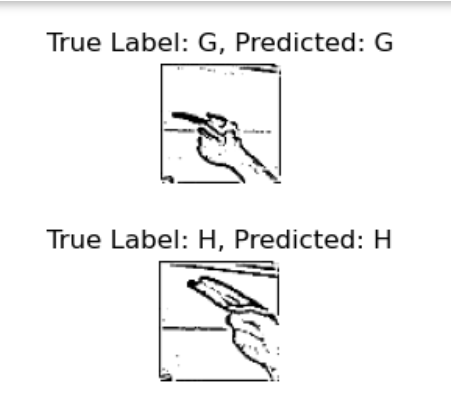 True Label: G, Predicted: G
True Label: H, Predicted: H